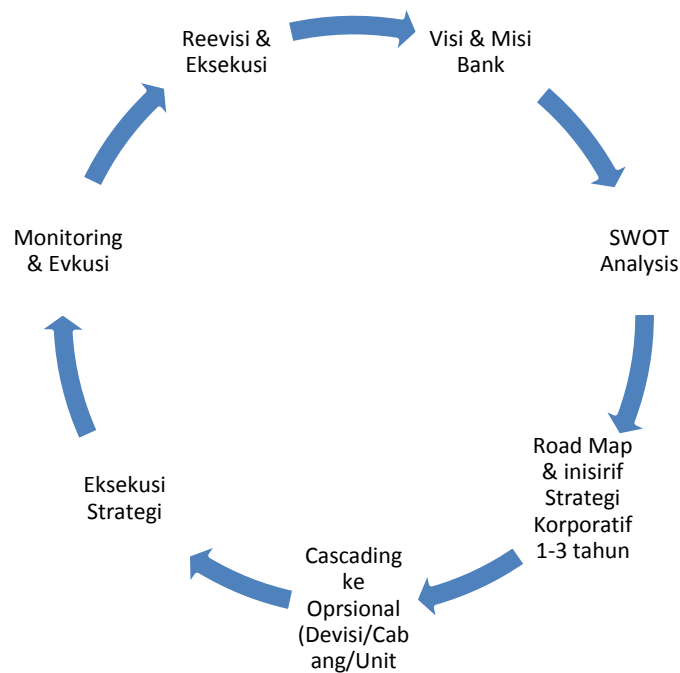 Reevisi &
Eksekusi
Visi & Misi
Bank
SWOT
Analysis
Road Map
& inisirif
Strategi
Korporatif
1-3 tahun
Cascading
ke
Oprsional
(Devisi/Cab
ang/Unit
Eksekusi
Strategi
Monitoring
& Evkusi